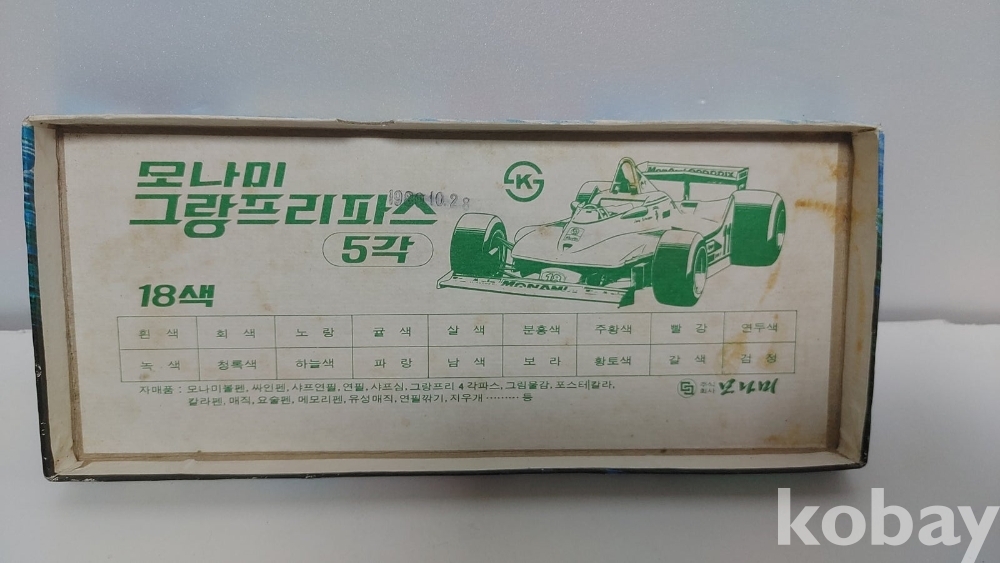 모나미
그랑프리파스
5각
18색
흰 색 회 색 노 랑 귤 색 살 색 분홍색 주황색 빨 강 연두색
녹 색 청록색 하늘색 파 랑 남 색 보 라 황토색 갈 색 검 정
자매품 : 모나미볼펜, 싸인펜, 샤프연필, 연필, 샤프심, 그랑프리 4각파스, 그림물감, 포스터칼라,
칼라펜, 매직, 요술펜, 메모리펜, 유성매직, 연필깎기, 지우개 ········· 등
주식회사 모나미
MONAMI
kobay